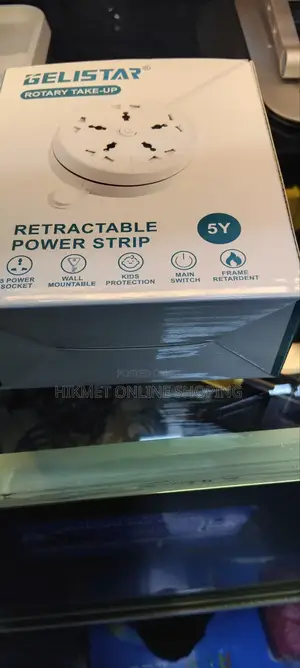 GELISTAR®
ROTARY TAKE-UP
RETRACTABLE
POWER STRIP
5Y
POWER
SOCKET
WALL
MOUNTABLE
KIDS
PROTECTION
MAIN
SWITCH
FRAME
RETARDENT
HIKMET ONLINE SHOPING